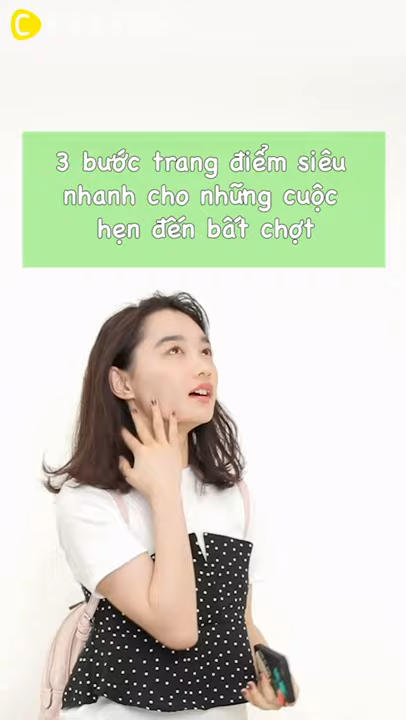 C
3 bước trang điểm siêu
nhanh cho những cuộc
hẹn đến bất chợt